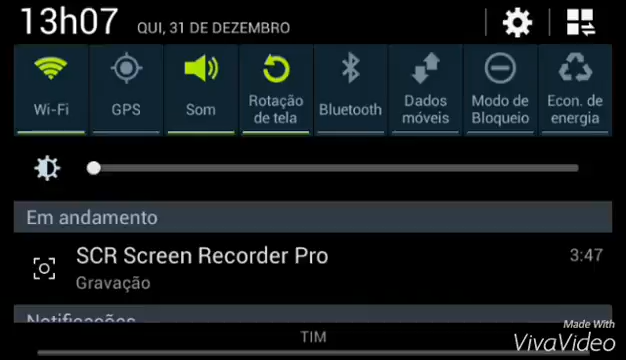 13h07 QUI, 31 DE DEZEMBRO
Wi-Fi
GPS
Som
Rotação
de tela
Bluetooth
Dados
móveis
Modo de
Bloqueio
Econ. de
energia
Em andamento
SCR Screen Recorder Pro 3:47
Gravação
Notificações
TIM
Made With
VivaVideo